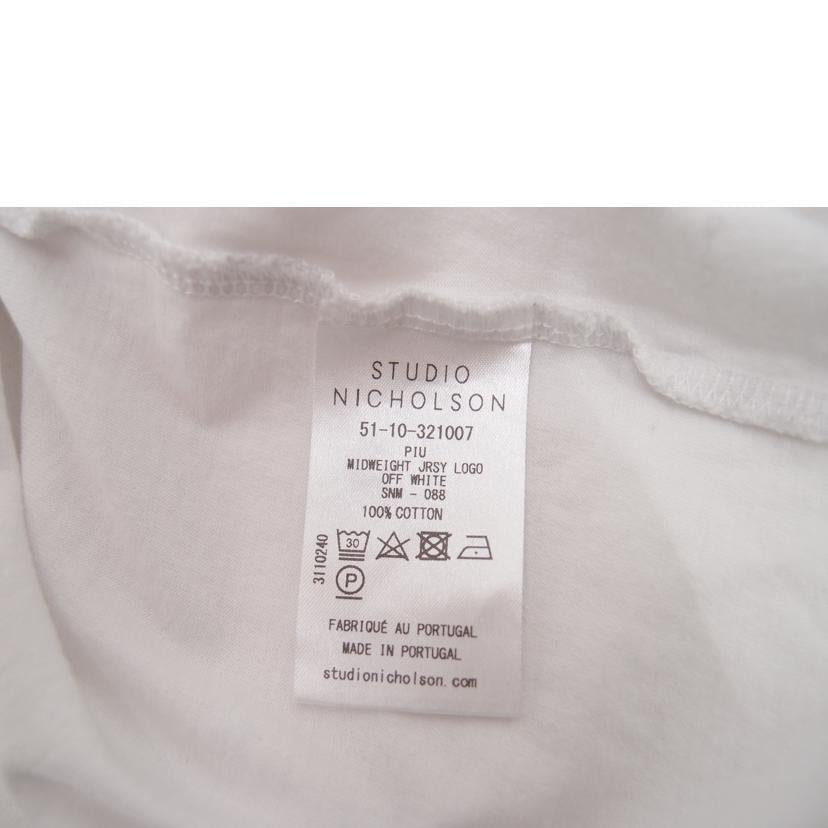 STUDIO
NICHOLSON
51-10-321007
PIU
MIDWEIGHT JRSY LOGO
OFF WHITE
SNM - 088
100% COTTON
3110240
30
P
FABRIQUÉ AU PORTUGAL
MADE IN PORTUGAL
studionicholson.com